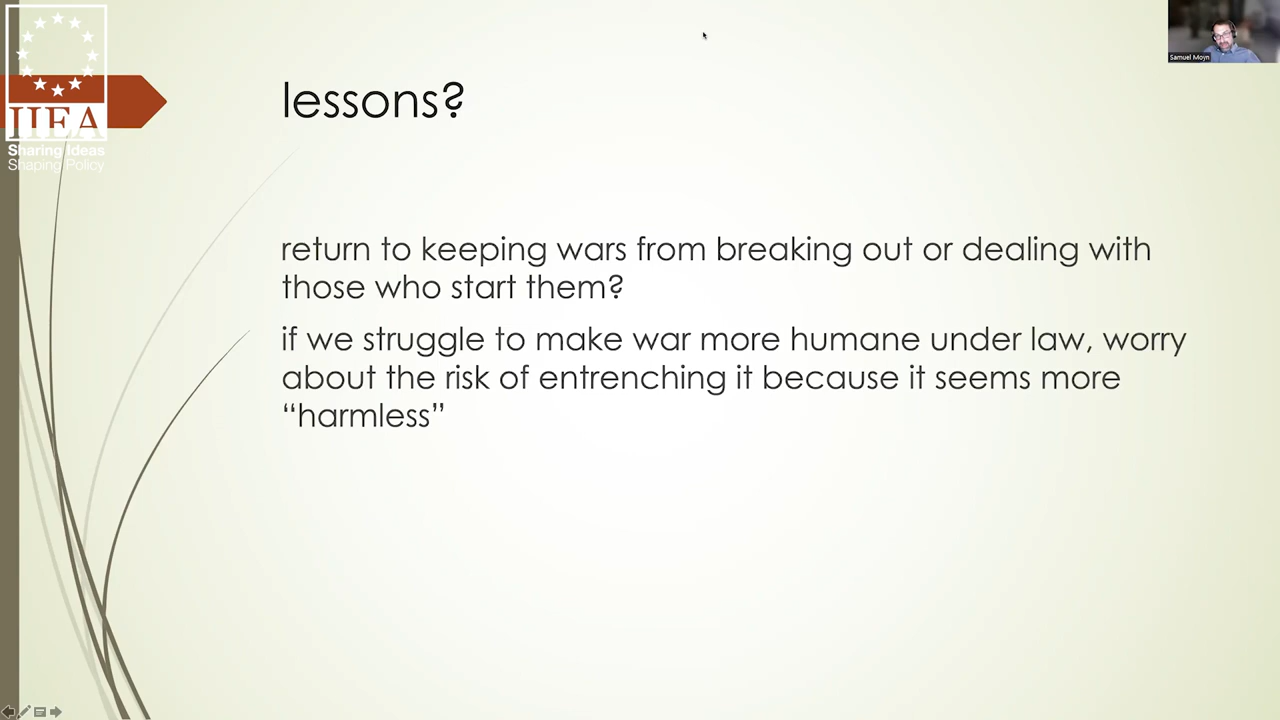 IIEA
Sharing Ideas
Shaping Policy
Samuel Moyn
lessons?
return to keeping wars from breaking out or dealing with
those who start them?
if we struggle to make war more humane under law, worry
about the risk of entrenching it because it seems more
“harmless”